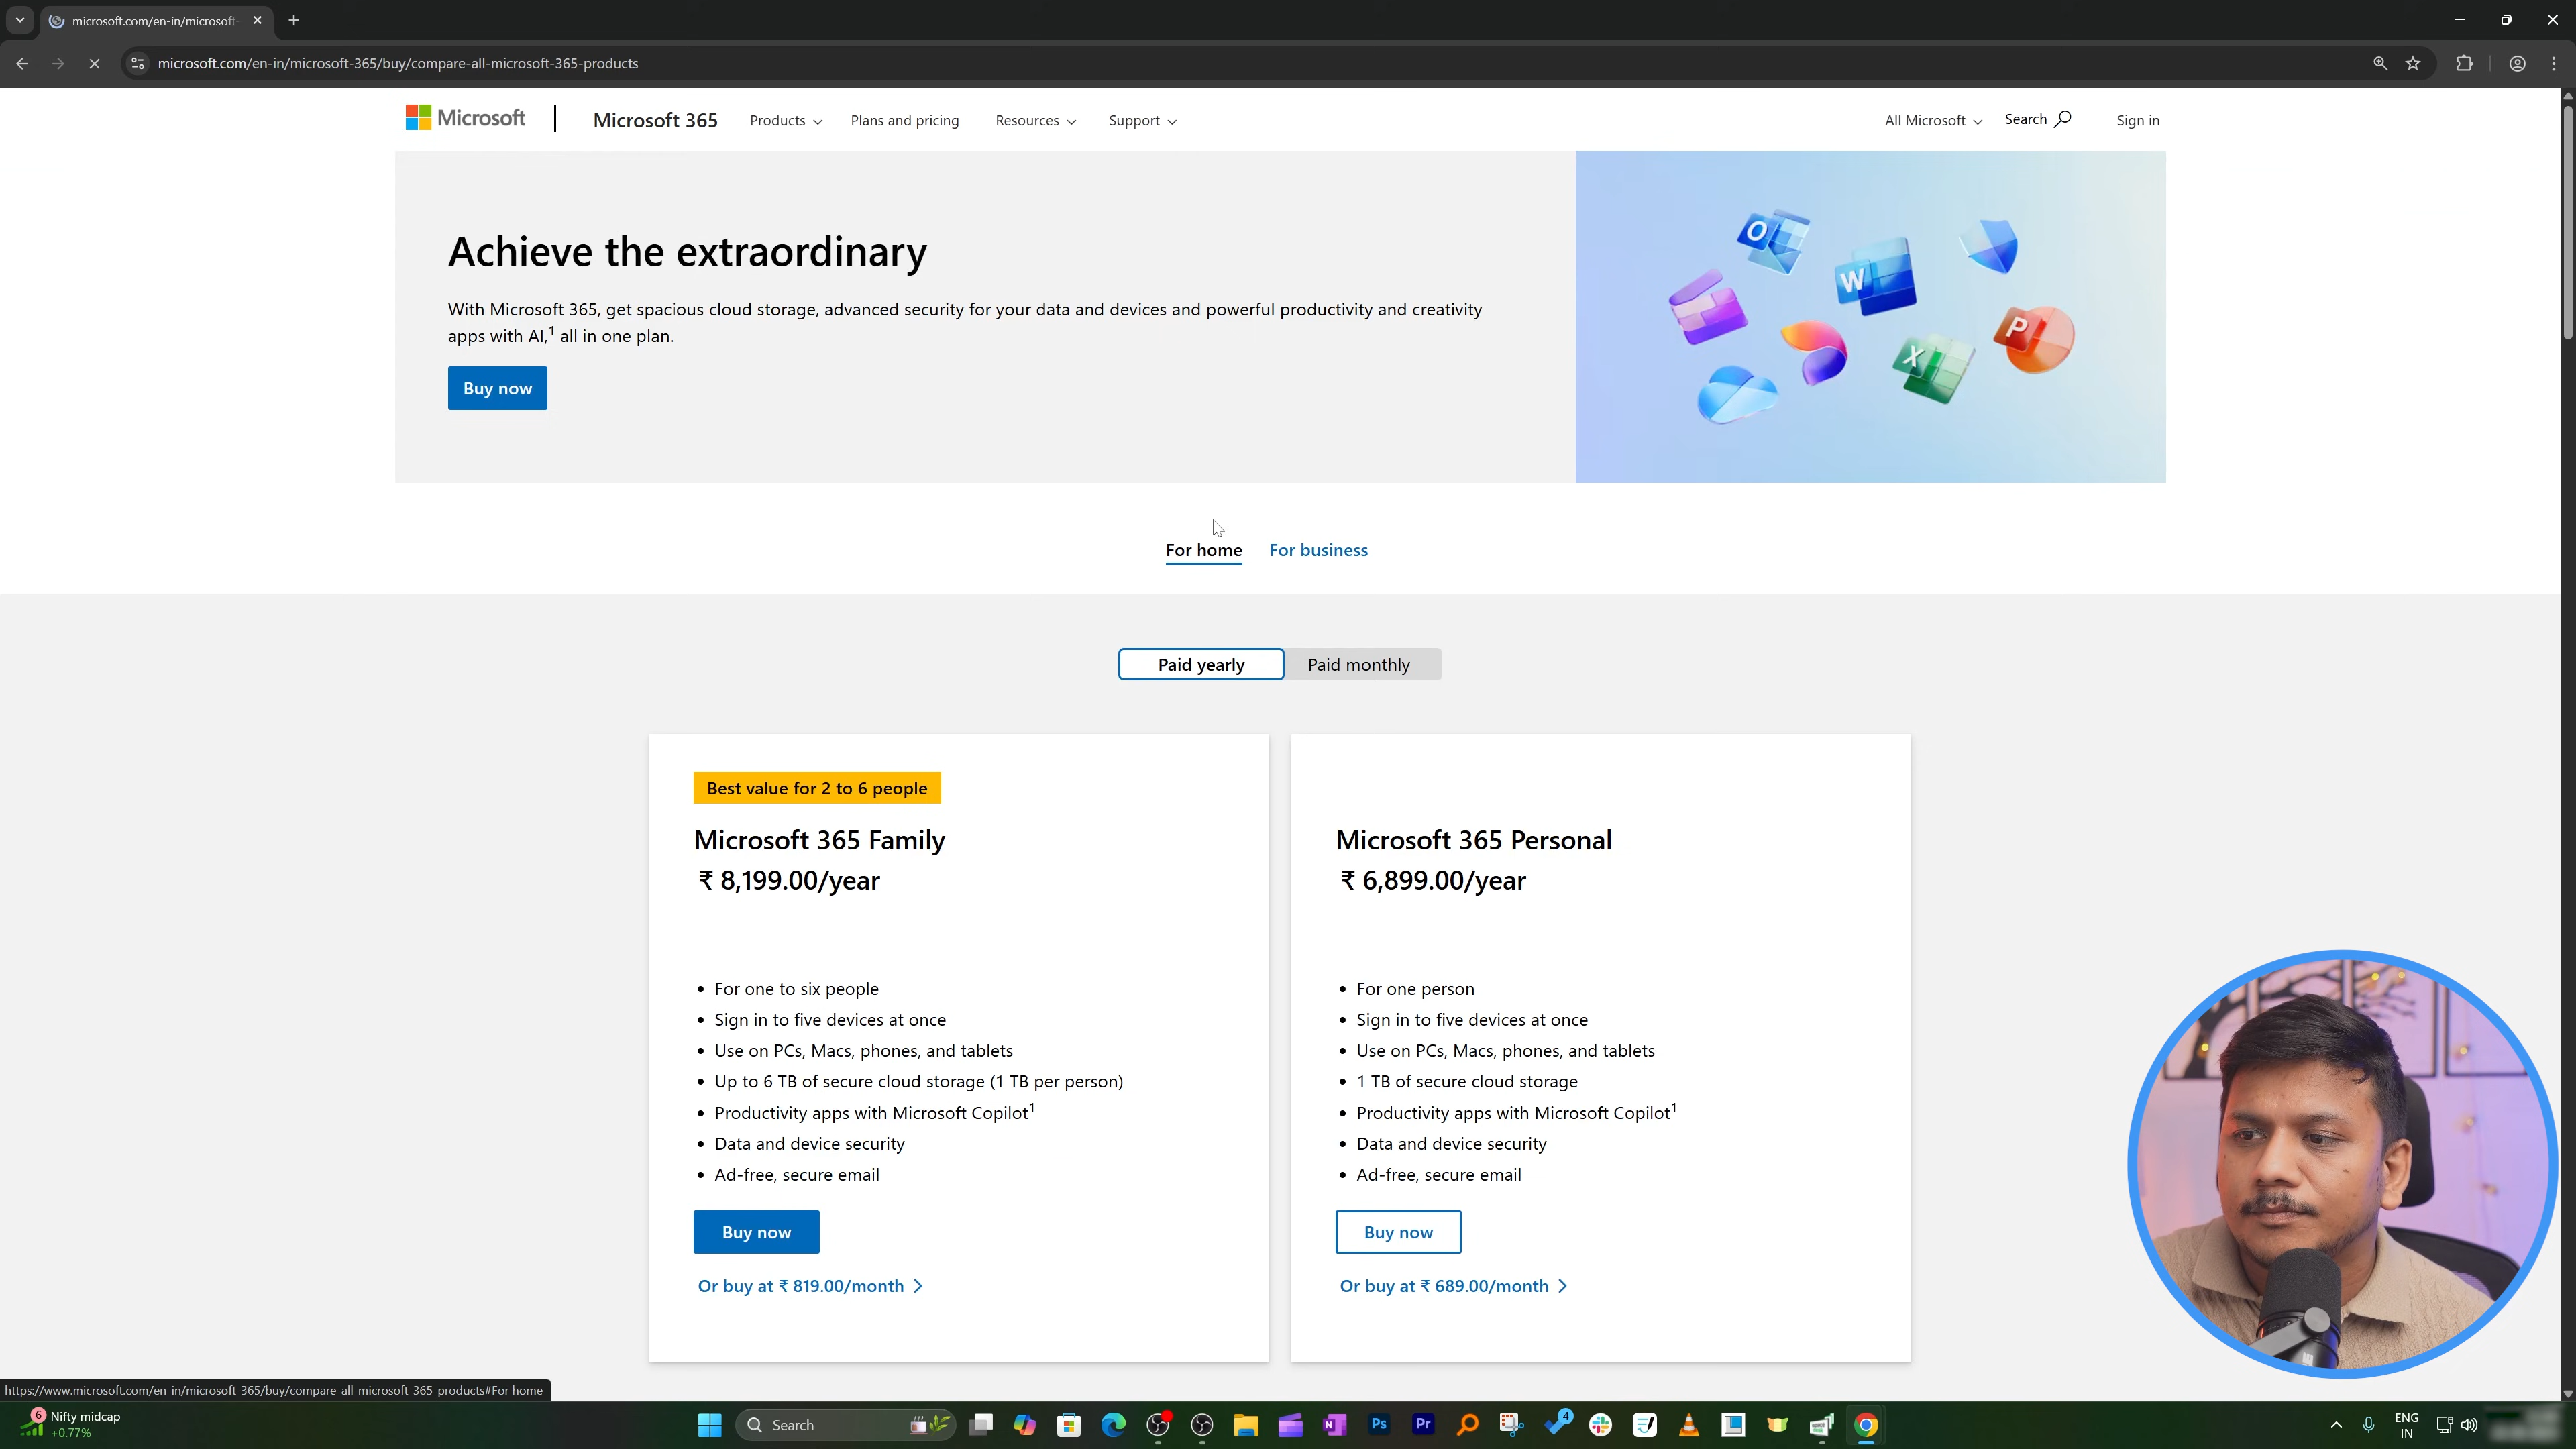 microsoft.com/en-in/microsoft-
microsoft.com/en-in/microsoft-365/buy/compare-all-microsoft-365-products
Microsoft
Microsoft 365
Products
Plans and pricing
Resources
Support
All Microsoft
Search
Sign in
Achieve the extraordinary
With Microsoft 365, get spacious cloud storage, advanced security for your data and devices and powerful productivity and creativity
apps with AI,1 all in one plan.
Buy now
O
W
X
P
For home
For business
Paid yearly
Paid monthly
Best value for 2 to 6 people
Microsoft 365 Family
₹ 8,199.00/year
• For one to six people
• Sign in to five devices at once
• Use on PCs, Macs, phones, and tablets
• Up to 6 TB of secure cloud storage (1 TB per person)
• Productivity apps with Microsoft Copilot1
• Data and device security
• Ad-free, secure email
Buy now
Or buy at ₹ 819.00/month
Microsoft 365 Personal
₹ 6,899.00/year
• For one person
• Sign in to five devices at once
• Use on PCs, Macs, phones, and tablets
• 1 TB of secure cloud storage
• Productivity apps with Microsoft Copilot1
• Data and device security
• Ad-free, secure email
Buy now
Or buy at ₹ 689.00/month
https://www.microsoft.com/en-in/microsoft-365/buy/compare-all-microsoft-365-products#For home
6
Nifty midcap
+0.77%
Search
N
Ps
Pr
4
ENG
IN